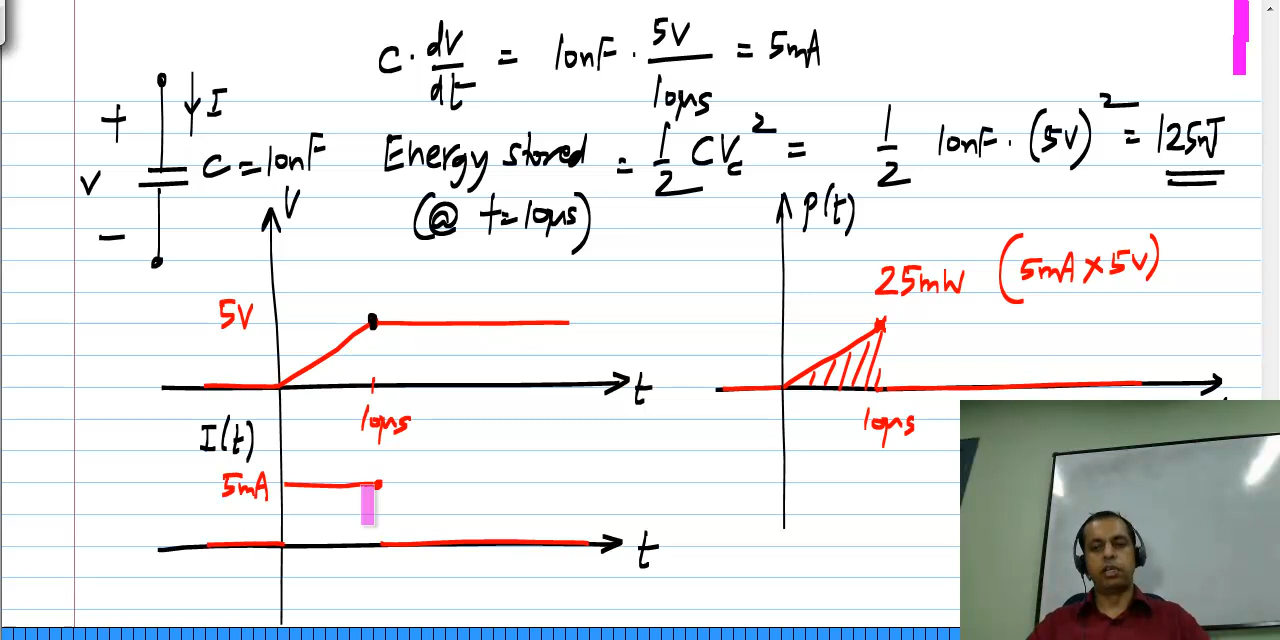 C · dV/dt = 10nF · 5V/10μs = 5mA
+
↓ I
V
C = 10nF
−
Energy stored = 1/2 CVc² = 1/2 10nF · (5V)² = 125nJ
(@ t=10μs)
V
5V
10μs
t
I(t)
5mA
t
P(t)
25mW (5mA × 5V)
10μs